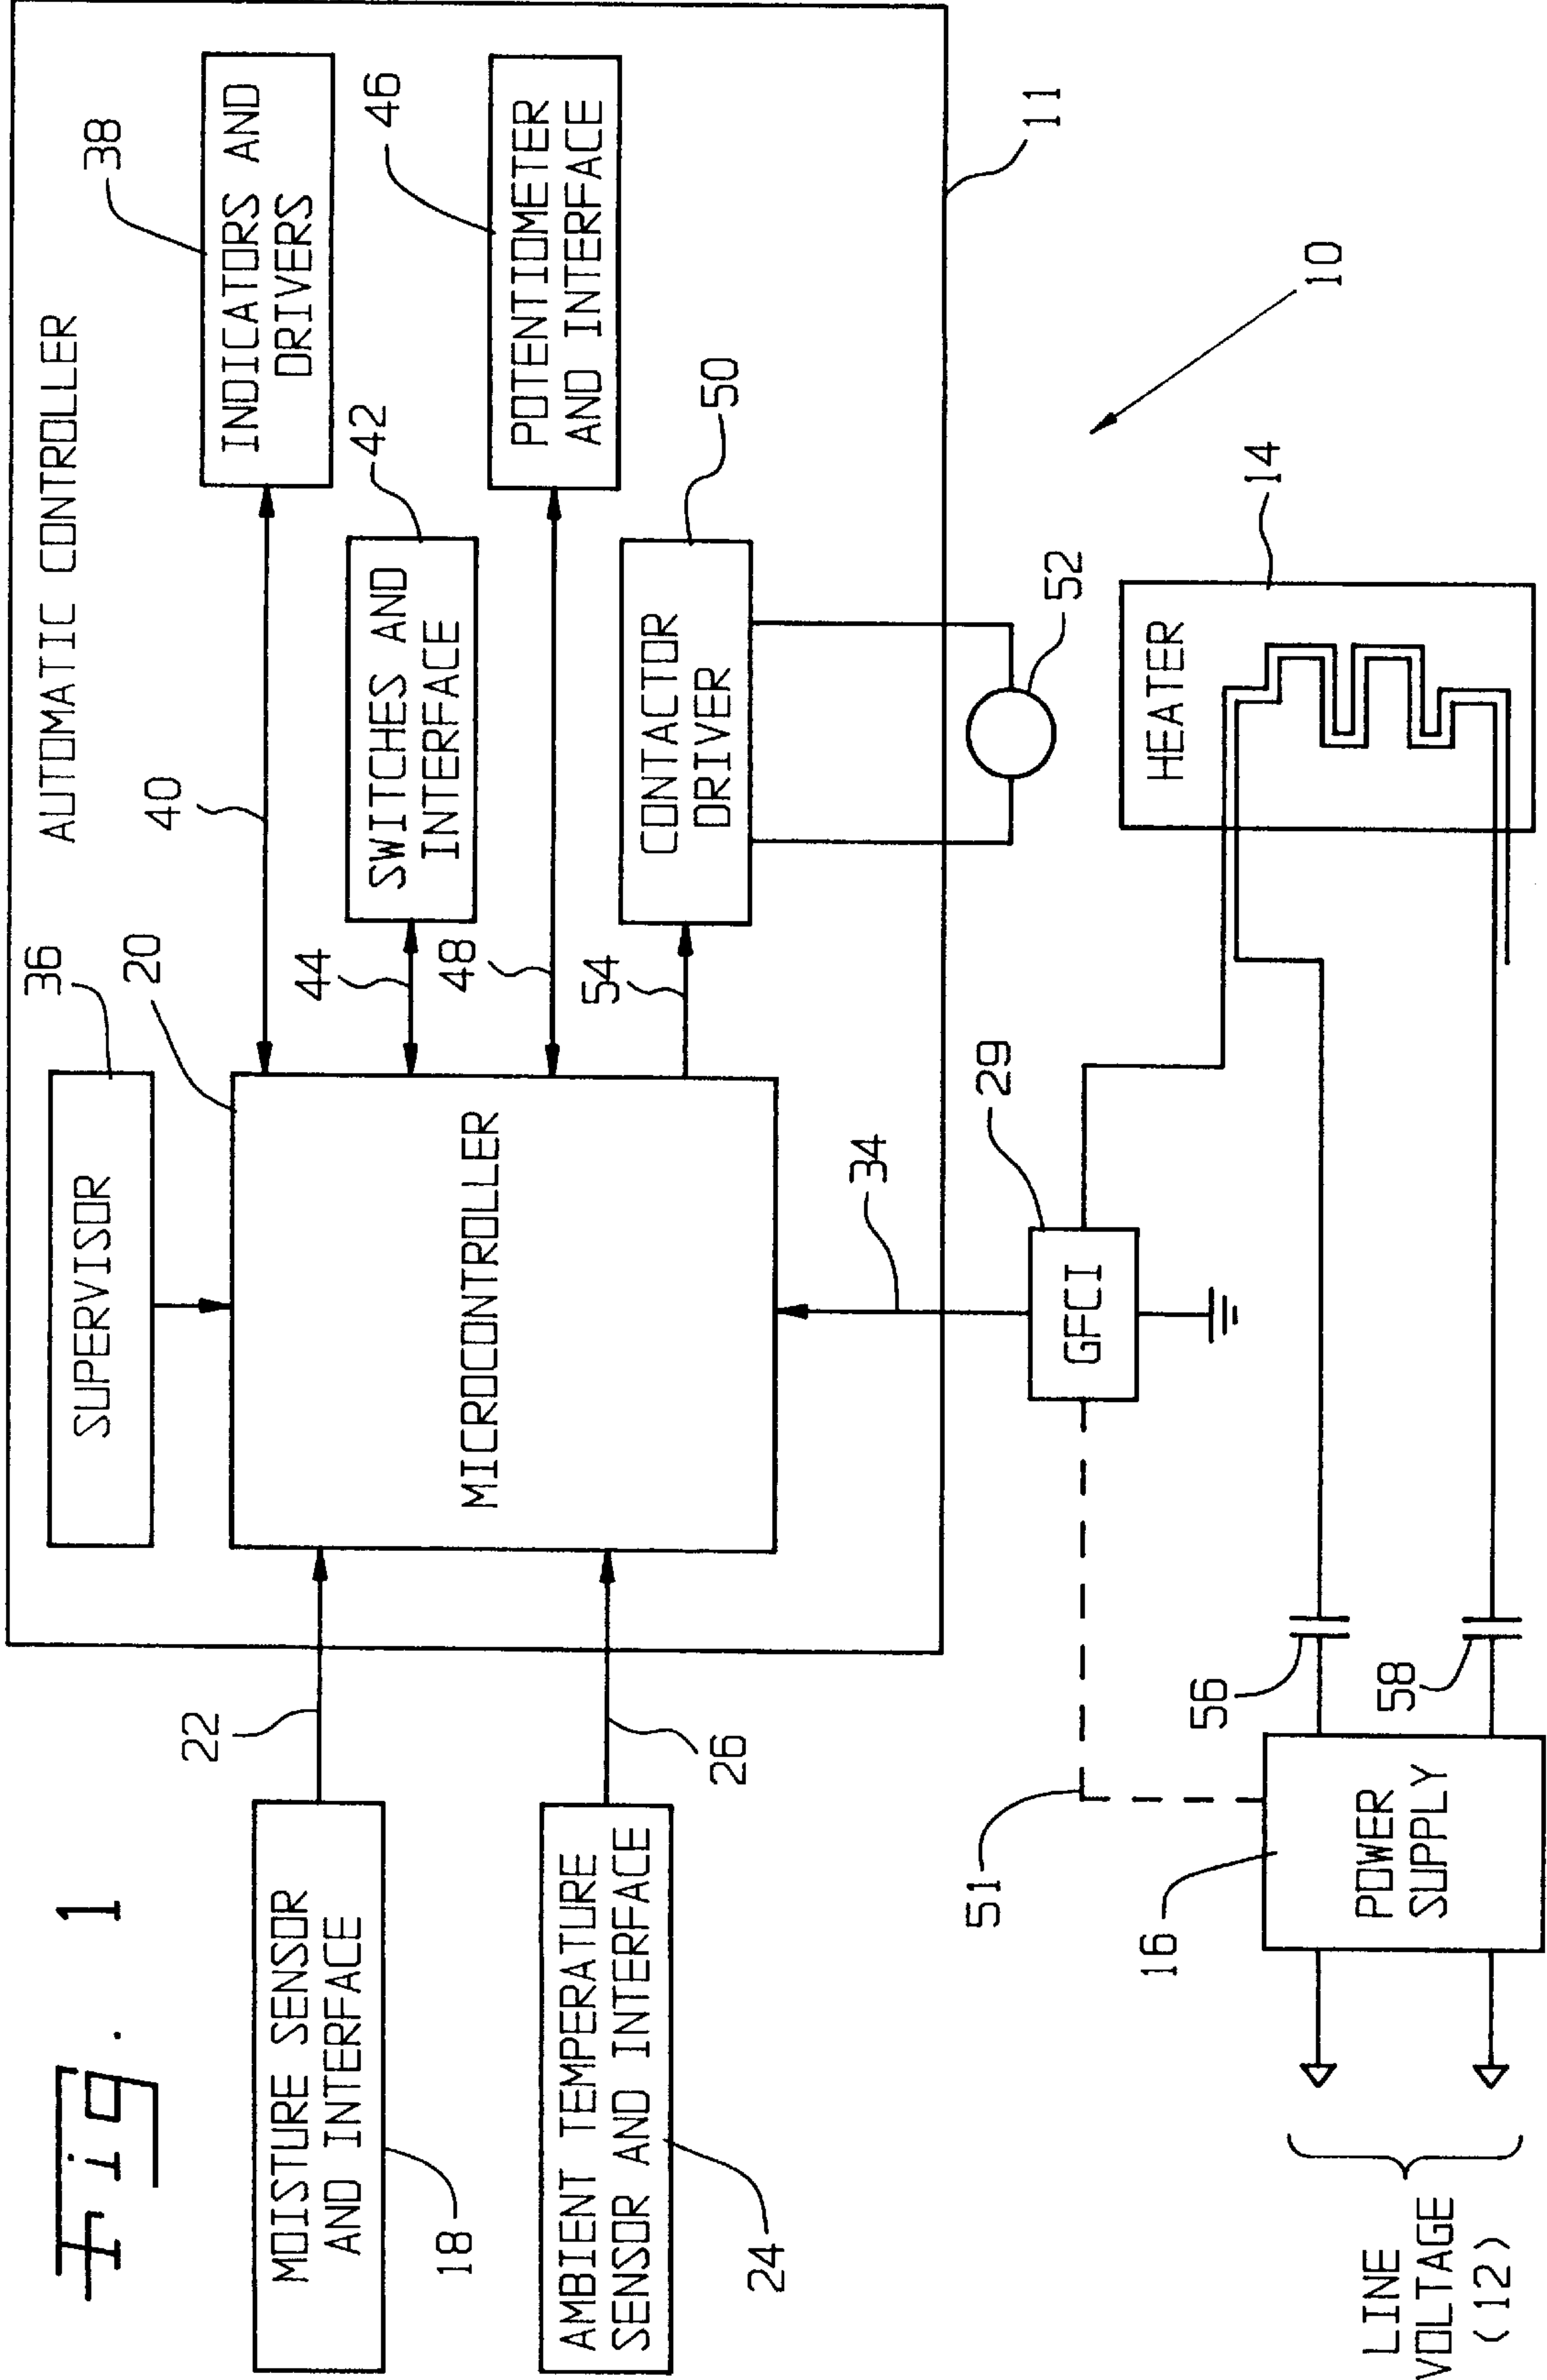 Fig. 1
AUTOMATIC CONTROLLER
36
SUPERVISOR
20
38
INDICATORS AND
DRIVERS
40
22
MOISTURE SENSOR
AND INTERFACE
18
MICROCONTROLLER
42
SWITCHES AND
INTERFACE
44
46
POTENTIOMETER
AND INTERFACE
48
26
AMBIENT TEMPERATURE
SENSOR AND INTERFACE
24
50
CONTACTOR
DRIVER
54
34
11
52
29
GFCI
51
10
14
HEATER
56
58
16
POWER
SUPPLY
LINE
VOLTAGE
(12)